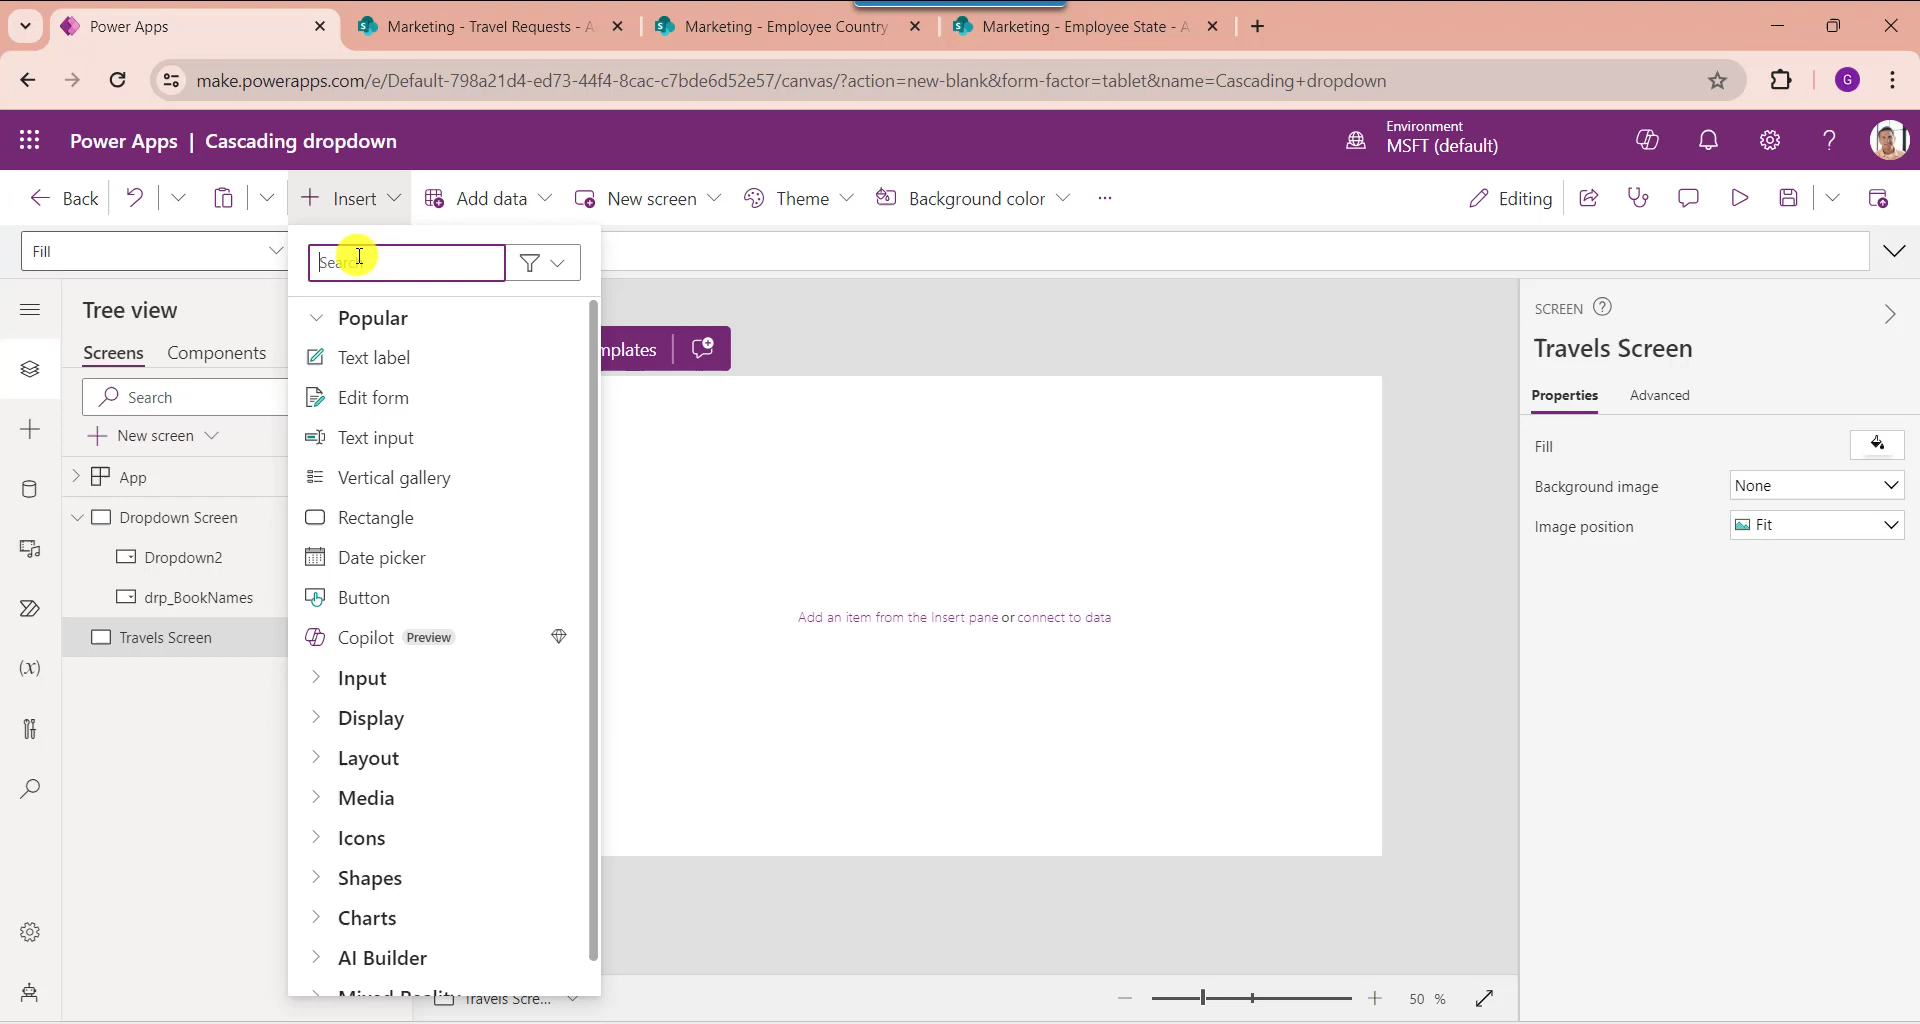 Power Apps
Marketing - Travel Requests - A
Marketing - Employee Country
Marketing - Employee State - A
make.powerapps.com/e/Default-798a21d4-ed73-44f4-8cac-c7bde6d52e57/canvas/?action=new-blank&form-factor=tablet&name=Cascading+dropdown
G
Power Apps | Cascading dropdown
Environment
MSFT (default)
Back
Insert
Add data
New screen
Theme
Background color
Editing
Fill
Search
Tree view
Screens
Components
Search
New screen
App
Dropdown Screen
Dropdown2
drp_BookNames
Travels Screen
Popular
Text label
Edit form
Text input
Vertical gallery
Rectangle
Date picker
Button
Copilot Preview
Input
Display
Layout
Media
Icons
Shapes
Charts
AI Builder
Mixed Reality
mplates
Add an item from the Insert pane or connect to data
Travels Scre...
50 %
SCREEN
Travels Screen
Properties
Advanced
Fill
Background image
None
Image position
Fit